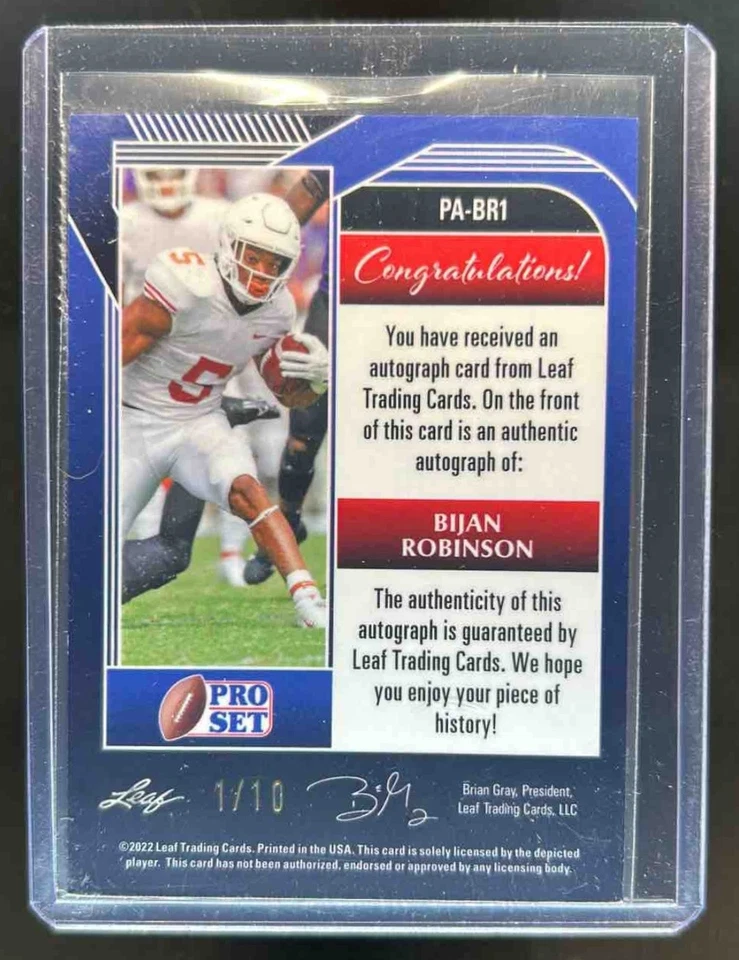 PA-BR1
Congratulations!
You have received an
autograph card from Leaf
Trading Cards. On the front
of this card is an authentic
autograph of:
BIJAN
ROBINSON
The authenticity of this
autograph is guaranteed by
Leaf Trading Cards. We hope
you enjoy your piece of
history!
5
5
PRO
SET
Leaf
1/10
Brian Gray, President,
Leaf Trading Cards, LLC
©2022 Leaf Trading Cards. Printed in the USA. This card is solely licensed by the depicted
player. This card has not been authorized, endorsed or approved by any licensing body.